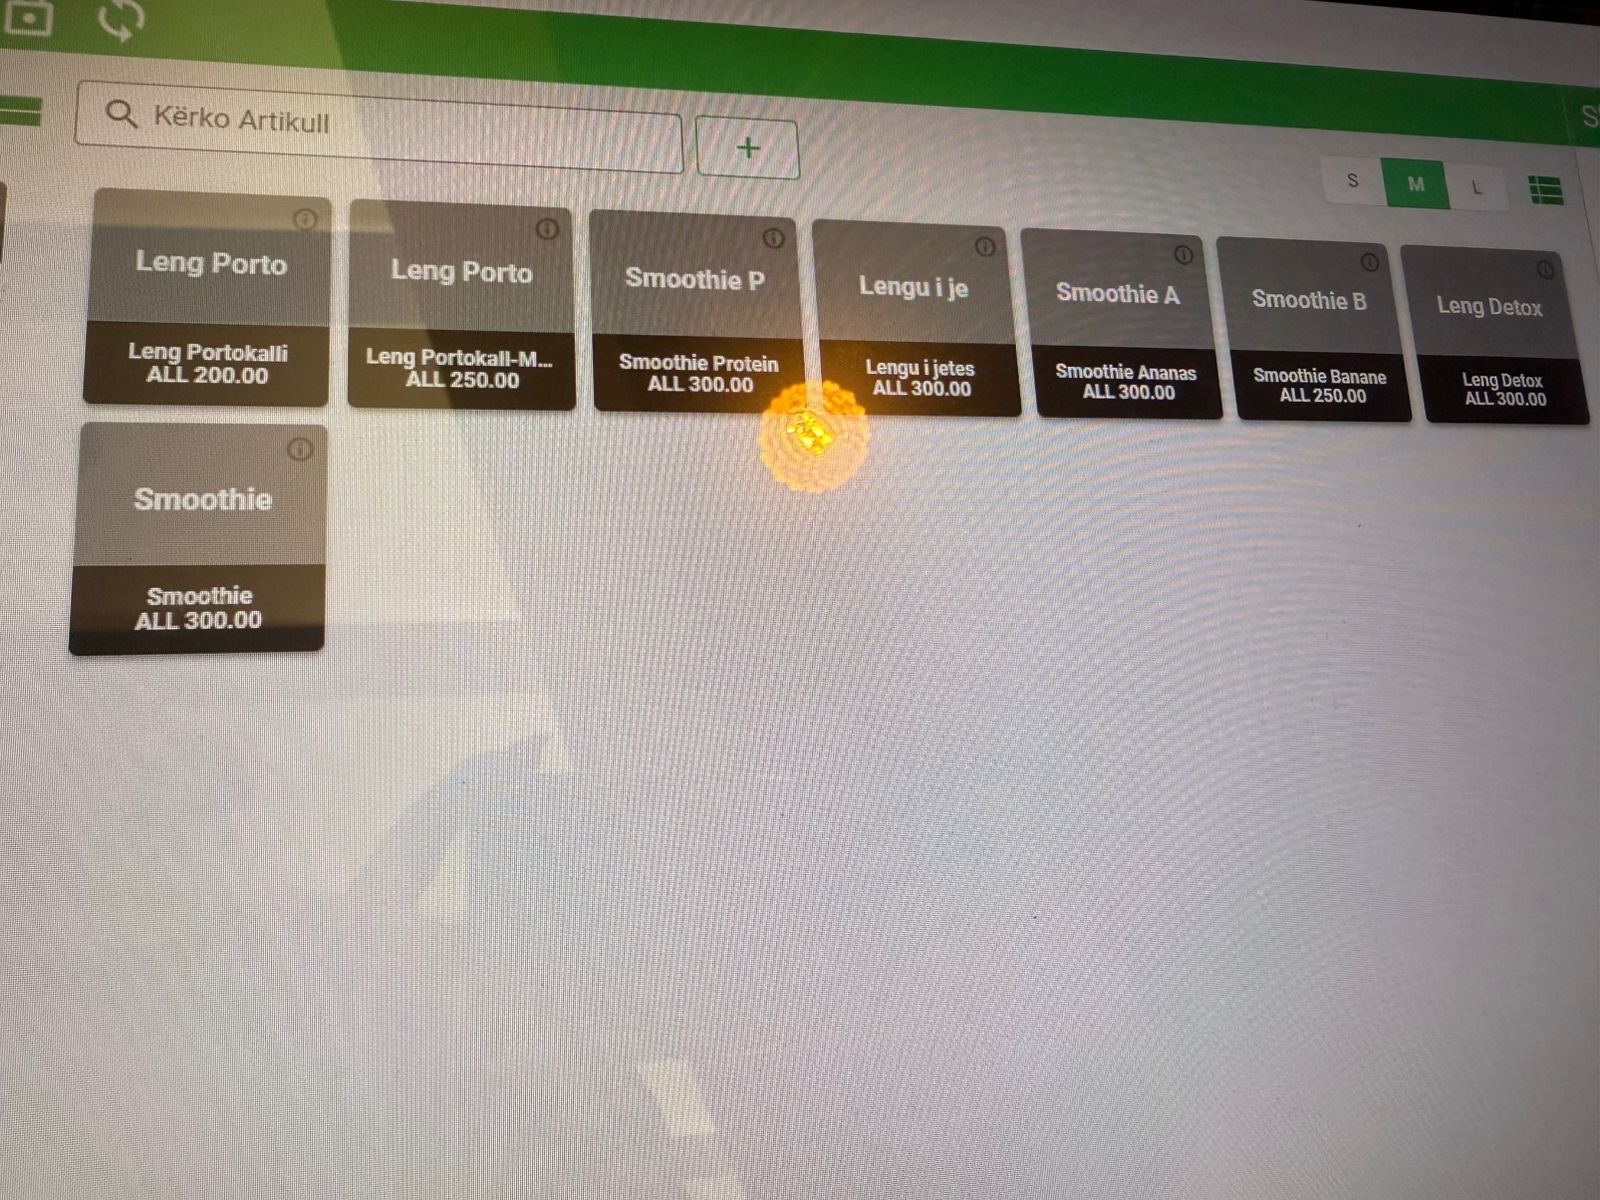 Kërko Artikull
+
S M L
Leng Porto
Leng Portokalli
ALL 200.00
Leng Porto
Leng Portokall-M...
ALL 250.00
Smoothie P
Smoothie Protein
ALL 300.00
Lengu i je
Lengu i jetes
ALL 300.00
Smoothie A
Smoothie Ananas
ALL 300.00
Smoothie B
Smoothie Banane
ALL 250.00
Leng Detox
Leng Detox
ALL 300.00
Smoothie
Smoothie
ALL 300.00